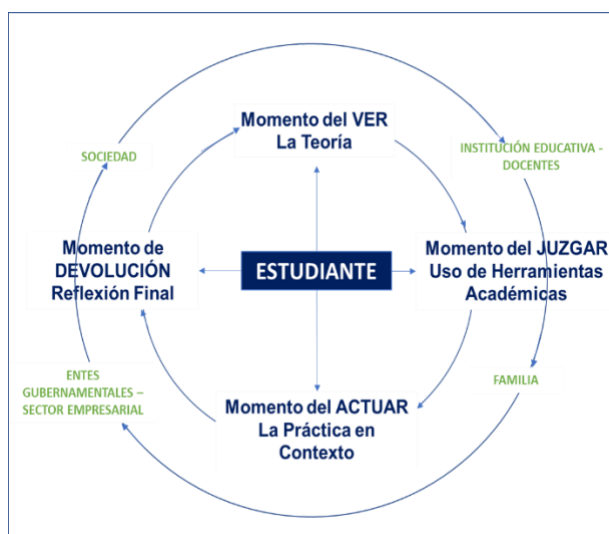 Momento del VER
La Teoría
SOCIEDAD
INSTITUCIÓN EDUCATIVA -
DOCENTES
Momento de
DEVOLUCIÓN
Reflexión Final
ESTUDIANTE
Momento del JUZGAR
Uso de Herramientas
Académicas
ENTES
GUBERNAMENTALES –
SECTOR EMPRESARIAL
FAMILIA
Momento del ACTUAR
La Práctica en
Contexto